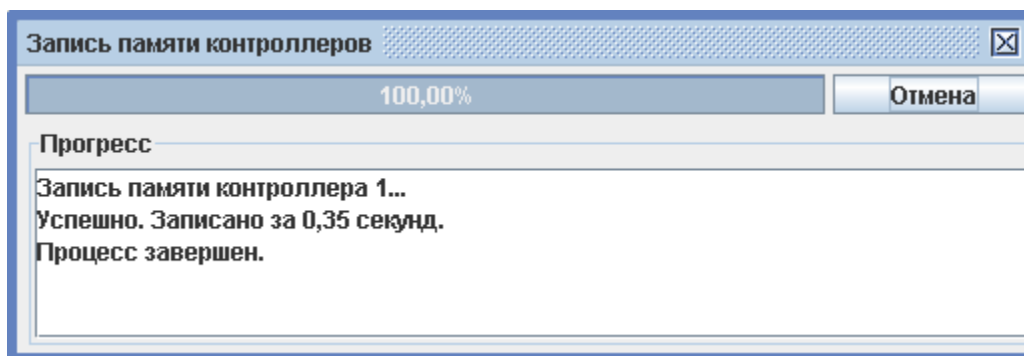 Запись памяти контроллеров
100,00%
Отмена
Прогресс
Запись памяти контроллера 1...
Успешно. Записано за 0,35 секунд.
Процесс завершен.